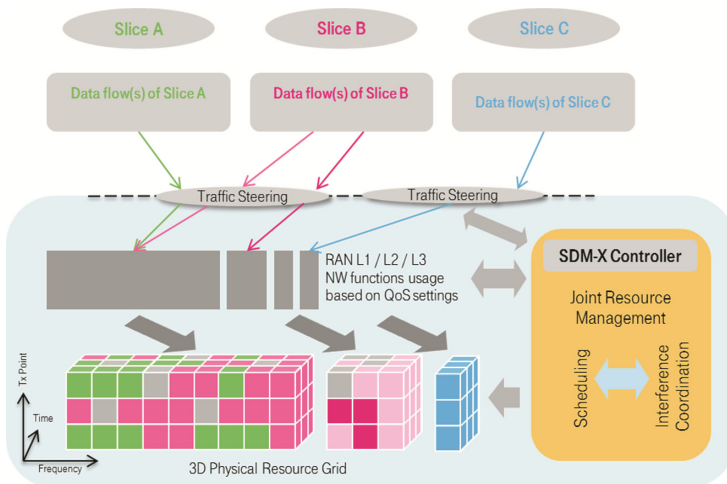 Slice A
Slice B
Slice C
Data flow(s) of Slice A
Data flow(s) of Slice B
Data flow(s) of Slice C
Traffic Steering
Traffic Steering
RAN L1 / L2 / L3
NW functions usage
based on QoS settings
SDM-X Controller
Joint Resource
Management
Scheduling
Interference
Coordination
Tx Point
Time
Frequency
3D Physical Resource Grid